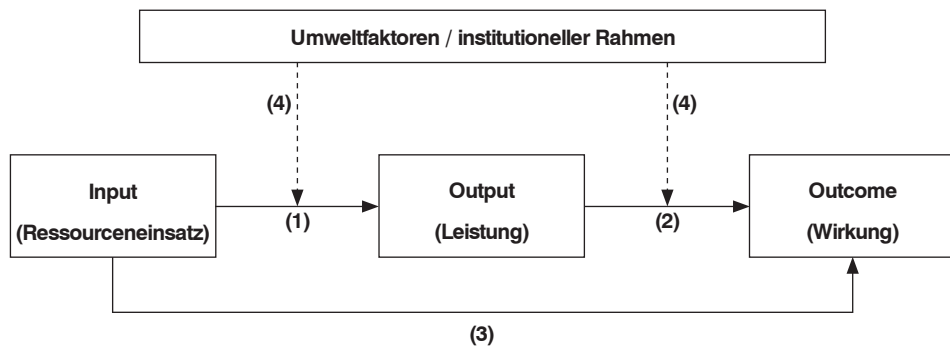 Umweltfaktoren / institutioneller Rahmen
(4)
(4)
Input
(Ressourceneinsatz)
(1)
Output
(Leistung)
(2)
Outcome
(Wirkung)
(3)